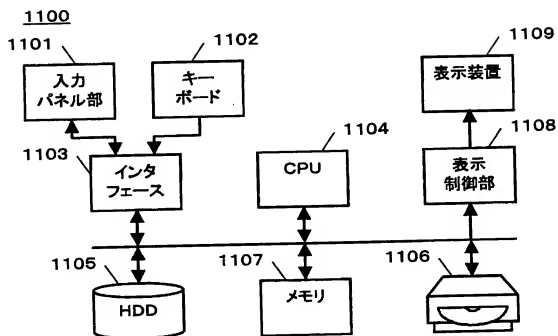 1100
1101
1102
1109
入力
パネル部
キー
ボード
表示装置
1103
1104
1108
インタ
フェース
CPU
表示
制御部
1105
1107
1106
HDD
メモリ